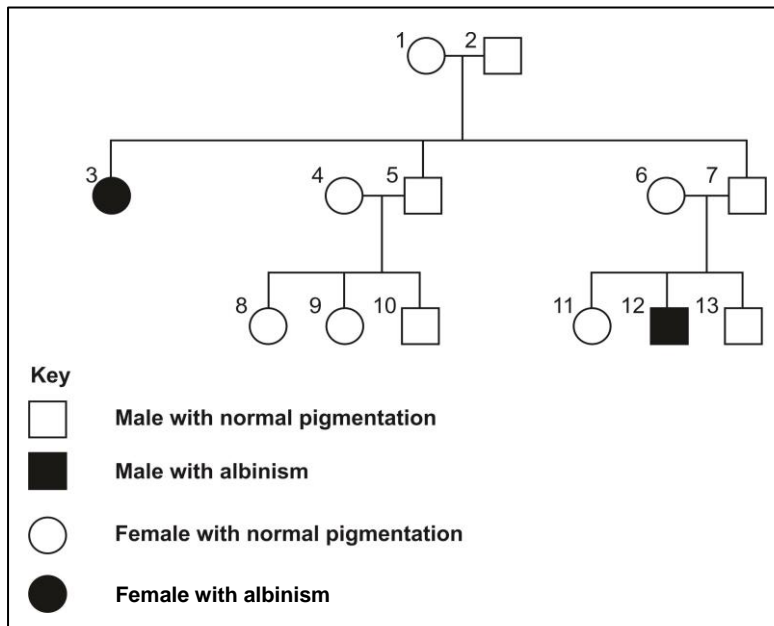 1 2
3 4 5 6 7
8 9 10 11 12 13
Key
Male with normal pigmentation
Male with albinism
Female with normal pigmentation
Female with albinism